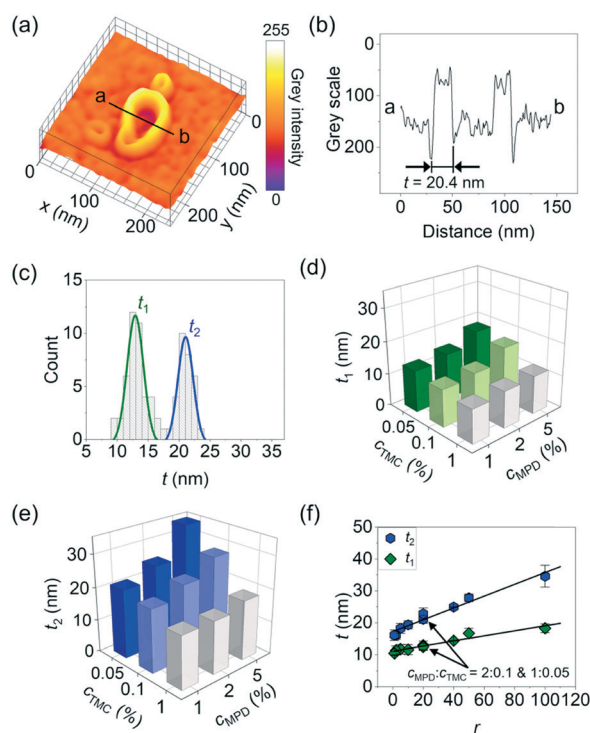 (a)
255
Grey intensity
0
a
b
0
100
200
x (nm)
0
100
200
y (nm)
(b)
0
100
200
Grey scale
a
b
t = 20.4 nm
0
50
100
150
Distance (nm)
(c)
15
10
5
0
Count
t1
t2
5
10
15
20
25
30
35
t (nm)
(d)
30
20
10
0
t1 (nm)
0.05
0.1
1
cTMC (%)
1
2
5
cMPD (%)
(e)
30
20
10
0
t2 (nm)
0.05
0.1
1
cTMC (%)
1
2
5
cMPD (%)
(f)
50
40
30
20
10
0
t (nm)
t2
t1
cMPD:cTMC = 2:0.1 & 1:0.05
0
20
40
60
80
100
120
r